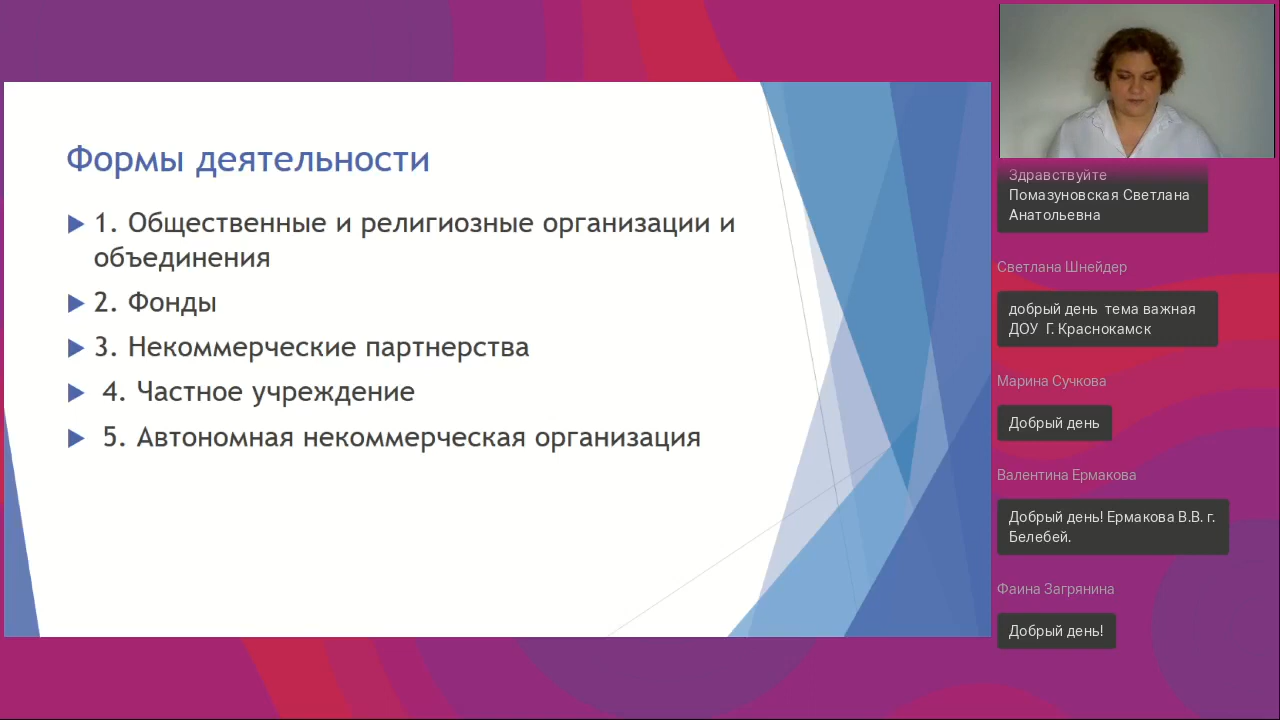 Формы деятельности
1. Общественные и религиозные организации и
объединения
2. Фонды
3. Некоммерческие партнерства
4. Частное учреждение
5. Автономная некоммерческая организация
Здравствуйте
Помазуновская Светлана
Анатольевна
Светлана Шнейдер
добрый день  тема важная
ДОУ  Г. Краснокамск
Марина Сучкова
Добрый день
Валентина Ермакова
Добрый день! Ермакова В.В. г.
Белебей.
Фаина Загрянина
Добрый день!